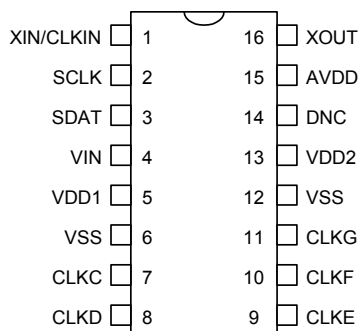 XIN/CLKIN 1 16 XOUT
SCLK 2 15 AVDD
SDAT 3 14 DNC
VIN 4 13 VDD2
VDD1 5 12 VSS
VSS 6 11 CLKG
CLKC 7 10 CLKF
CLKD 8 9 CLKE